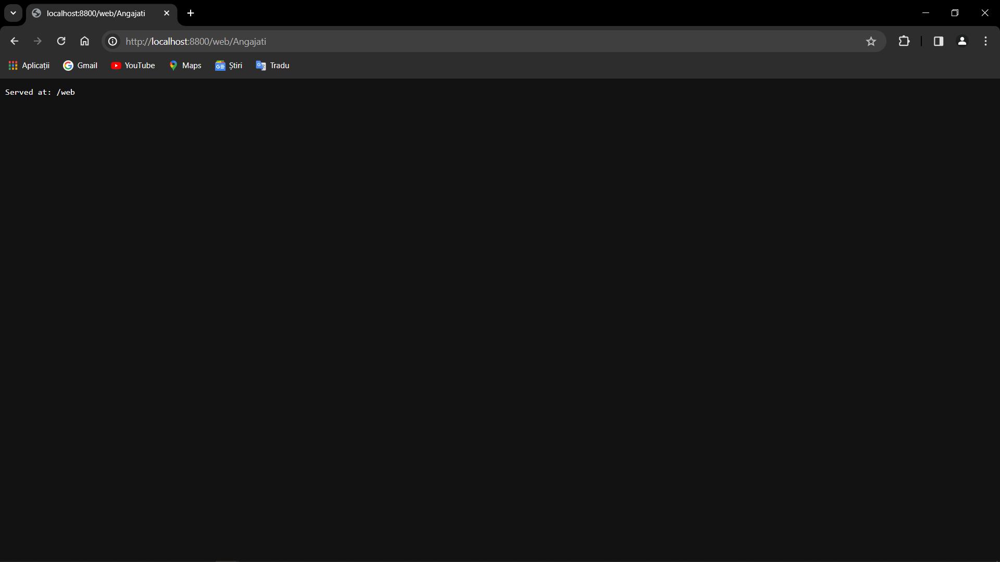 localhost:8800/web/Angajati
http://localhost:8800/web/Angajati
Aplicații Gmail YouTube Maps Știri Tradu
Served at: /web